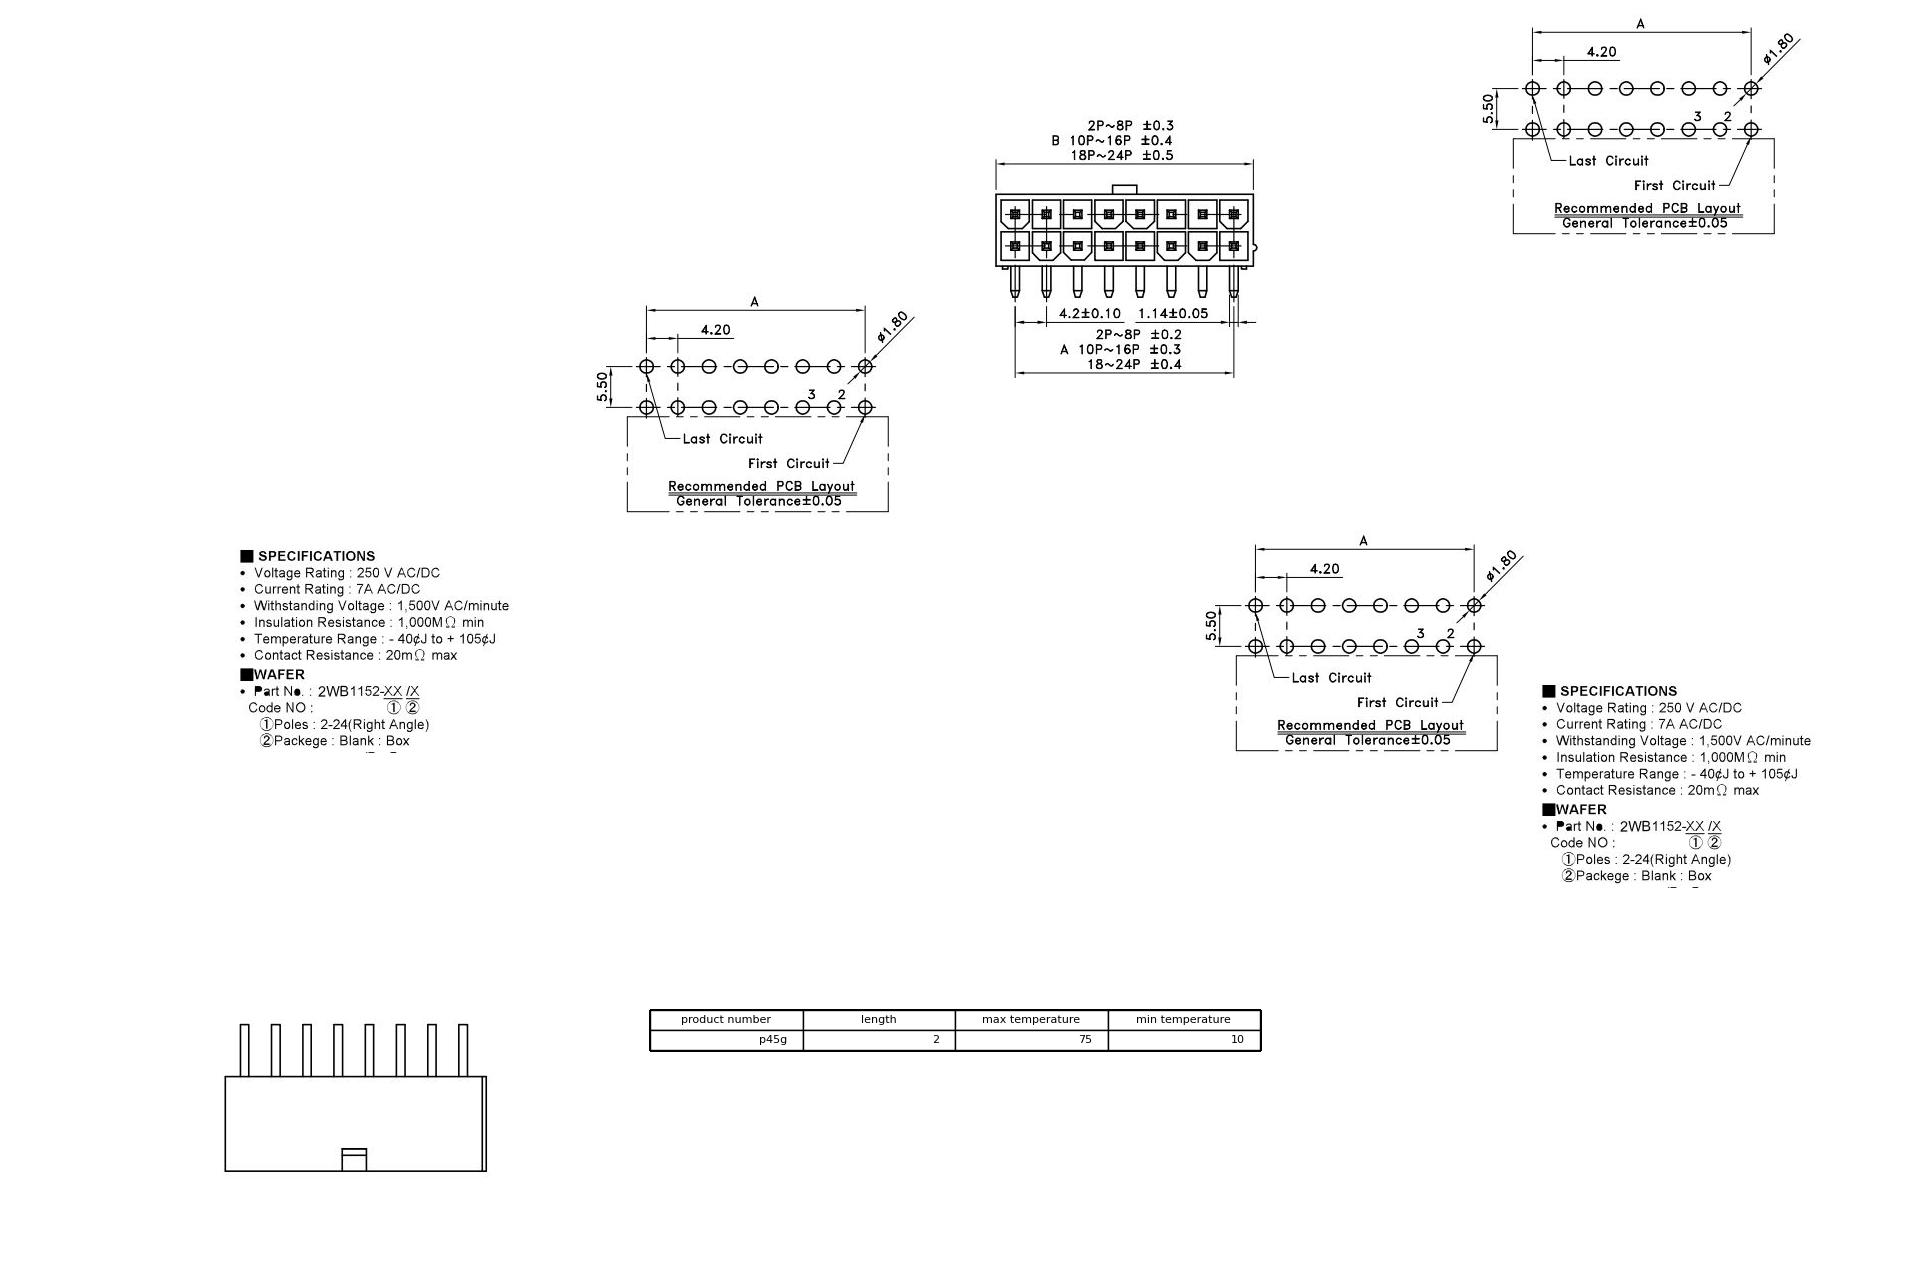 A
4.20
ø1.80
5.50
3 2
Last Circuit
First Circuit
Recommended PCB Layout
General Tolerance±0.05
2P~8P ±0.3
B 10P~16P ±0.4
18P~24P ±0.5
4.2±0.10 1.14±0.05
2P~8P ±0.2
A 10P~16P ±0.3
18~24P ±0.4
A
4.20
ø1.80
5.50
3 2
Last Circuit
First Circuit
Recommended PCB Layout
General Tolerance±0.05
■ SPECIFICATIONS
• Voltage Rating : 250 V AC/DC
• Current Rating : 7A AC/DC
• Withstanding Voltage : 1,500V AC/minute
• Insulation Resistance : 1,000MΩ min
• Temperature Range : - 40¢J to + 105¢J
• Contact Resistance : 20mΩ max
■WAFER
• Part No. : 2WB1152-XX /X
Code NO : ① ②
①Poles : 2-24(Right Angle)
②Packege : Blank : Box
A
4.20
ø1.80
5.50
3 2
Last Circuit
First Circuit
Recommended PCB Layout
General Tolerance±0.05
■ SPECIFICATIONS
• Voltage Rating : 250 V AC/DC
• Current Rating : 7A AC/DC
• Withstanding Voltage : 1,500V AC/minute
• Insulation Resistance : 1,000MΩ min
• Temperature Range : - 40¢J to + 105¢J
• Contact Resistance : 20mΩ max
■WAFER
• Part No. : 2WB1152-XX /X
Code NO : ① ②
①Poles : 2-24(Right Angle)
②Packege : Blank : Box
product number length max temperature min temperature
p45g 2 75 10